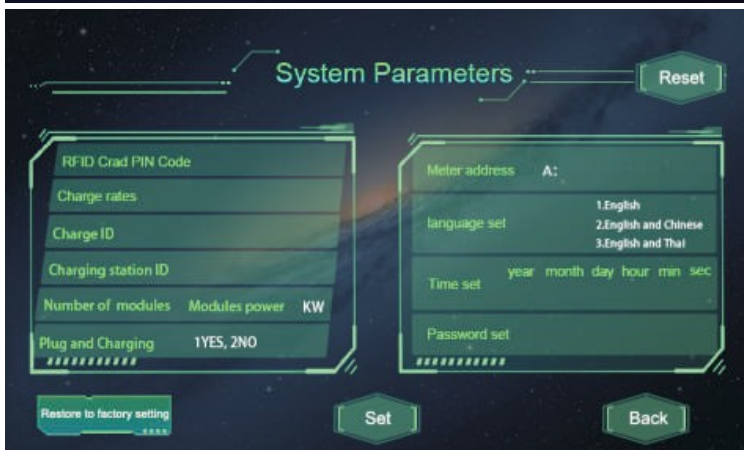 System Parameters
Reset
RFID Crad PIN Code
Charge rates
Charge ID
Charging station ID
Number of modules Modules power KW
Plug and Charging 1YES, 2NO
Meter address A:
language set
1.English
2.English and Chinese
3.English and Thal
Time set year month day hour min sec
Password set
Restore to factory setting
Set
Back